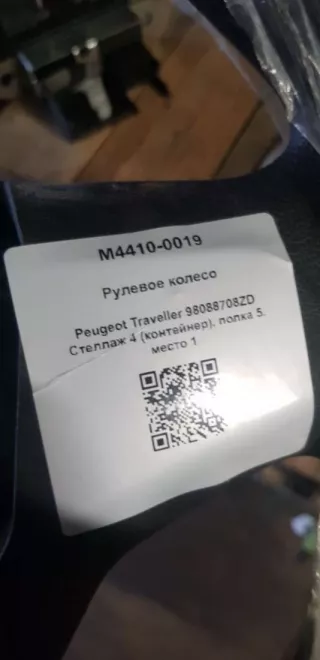 M4410-0019
Рулевое колесо
Peugeot Traveller 98088708ZD
Стеллаж 4 (контейнер), полка 5,
место 1